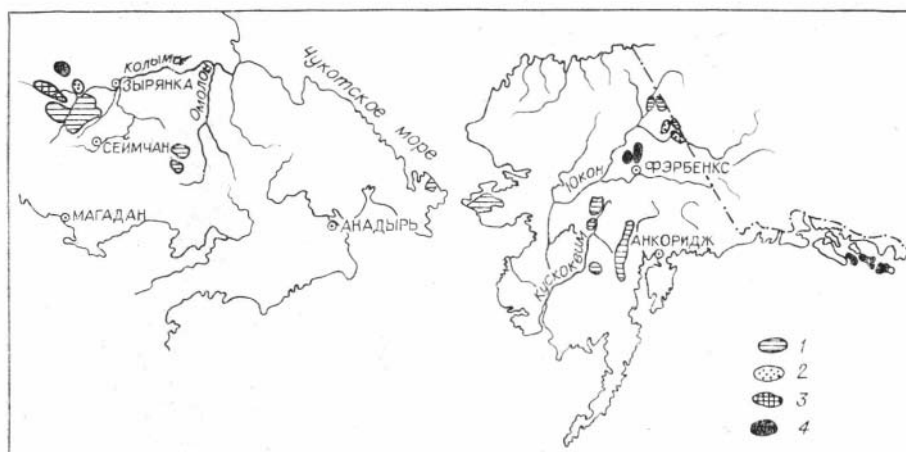 Колыма
Зырянка
Омолон
Чукотское море
Сеймчан
Магадан
Анадырь
Юкон
Фэрбенкс
Анкоридж
Кускоквим
1
2
3
4